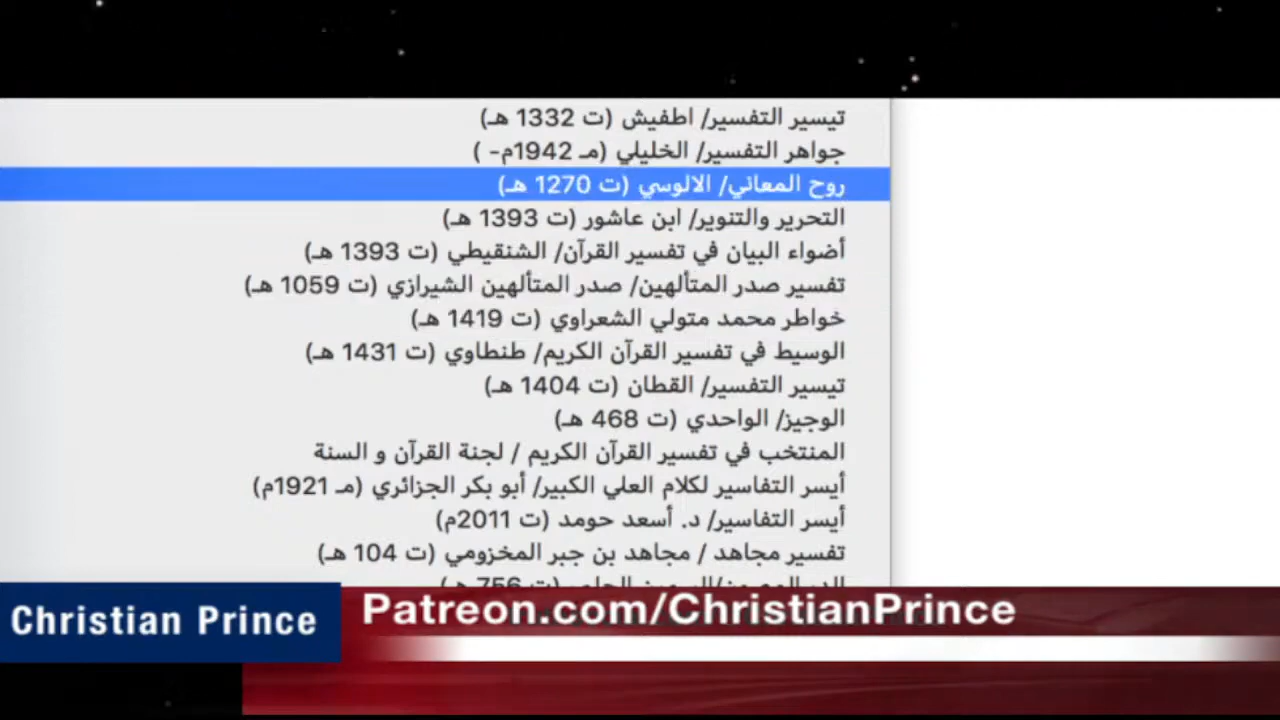 تيسير التفسير/ اطفيش (ت 1332 هـ)
جواهر التفسير/ الخليلي (مـ 1942م- )
روح المعاني/ الالوسي (ت 1270 هـ)
التحرير والتنوير/ ابن عاشور (ت 1393 هـ)
أضواء البيان في تفسير القرآن/ الشنقيطي (ت 1393 هـ)
تفسير صدر المتألهين/ صدر المتألهين الشيرازي (ت 1059 هـ)
خواطر محمد متولي الشعراوي (ت 1419 هـ)
الوسيط في تفسير القرآن الكريم/ طنطاوي (ت 1431 هـ)
تيسير التفسير/ القطان (ت 1404 هـ)
الوجيز/ الواحدي (ت 468 هـ)
المنتخب في تفسير القرآن الكريم / لجنة القرآن و السنة
أيسر التفاسير لكلام العلي الكبير/ أبو بكر الجزائري (مـ 1921م)
أيسر التفاسير/ د. أسعد حومد (ت 2011م)
تفسير مجاهد / مجاهد بن جبر المخزومي (ت 104 هـ)
Christian Prince
Patreon.com/ChristianPrince